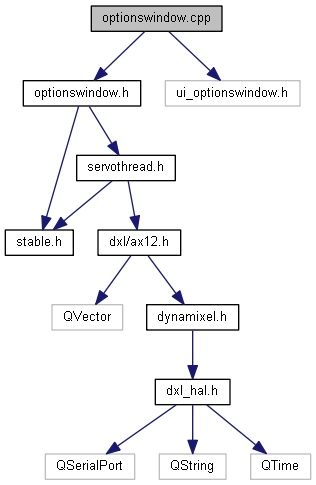 optionswindow.cpp
optionswindow.h
ui_optionswindow.h
servothread.h
stable.h
dxl/ax12.h
QVector
dynamixel.h
dxl_hal.h
QSerialPort
QString
QTime